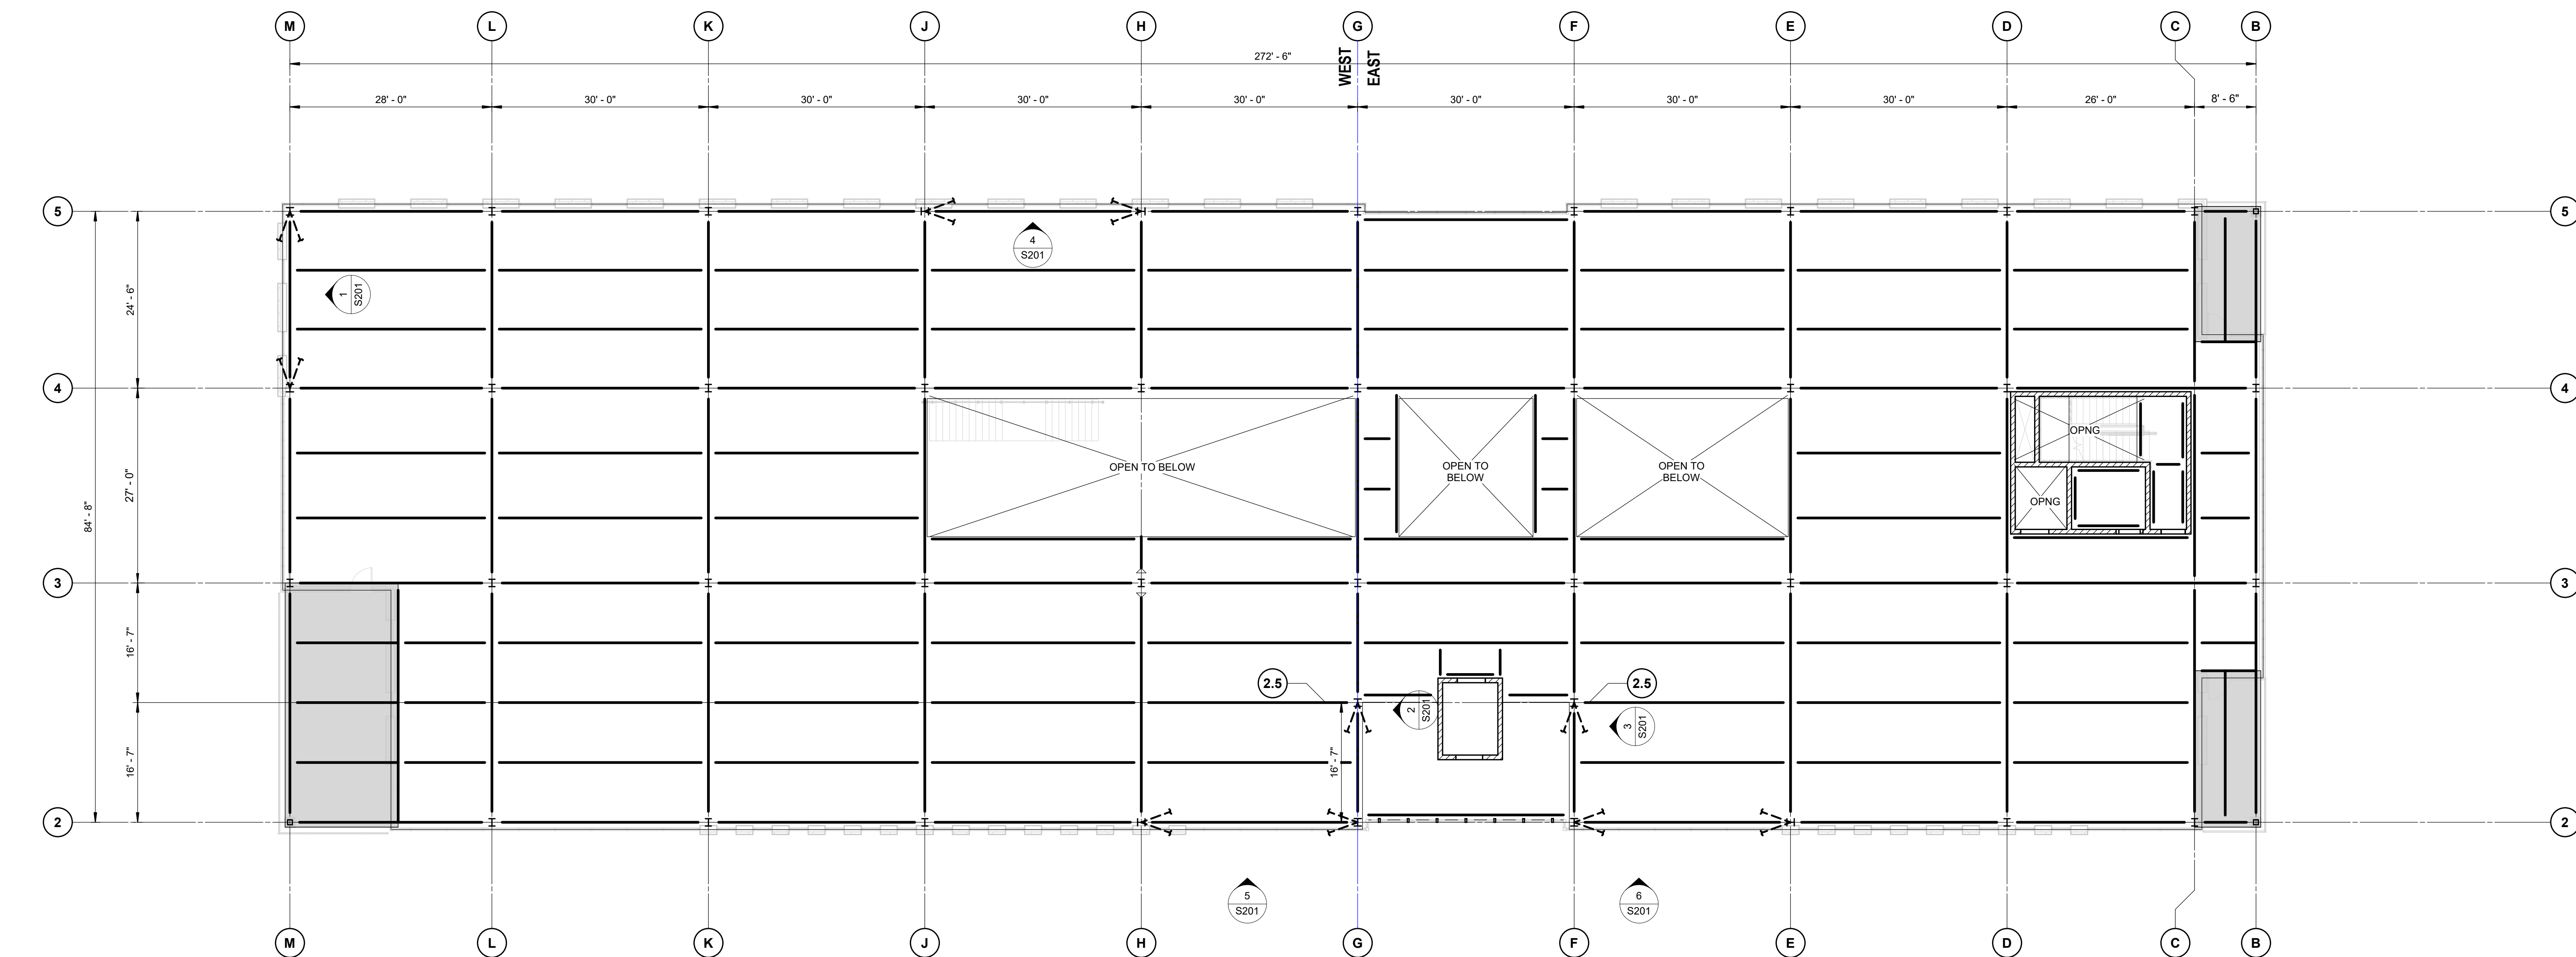 M L K J H G F E D C B
WEST
EAST
272' - 6"
28' - 0" 30' - 0" 30' - 0" 30' - 0" 30' - 0" 30' - 0" 30' - 0" 30' - 0" 26' - 0" 8' - 6"
5 5
4
S201
1
S201
24' - 6"
4 4
OPNG
OPEN TO BELOW
OPEN TO
BELOW
OPEN TO
BELOW
27' - 0"
84' - 8"
OPNG
3 3
16' - 7"
2.5 2.5
2
S201
3
S201
16' - 7"
16' - 7"
2 2
5
S201
6
S201
M L K J H G F E D C B